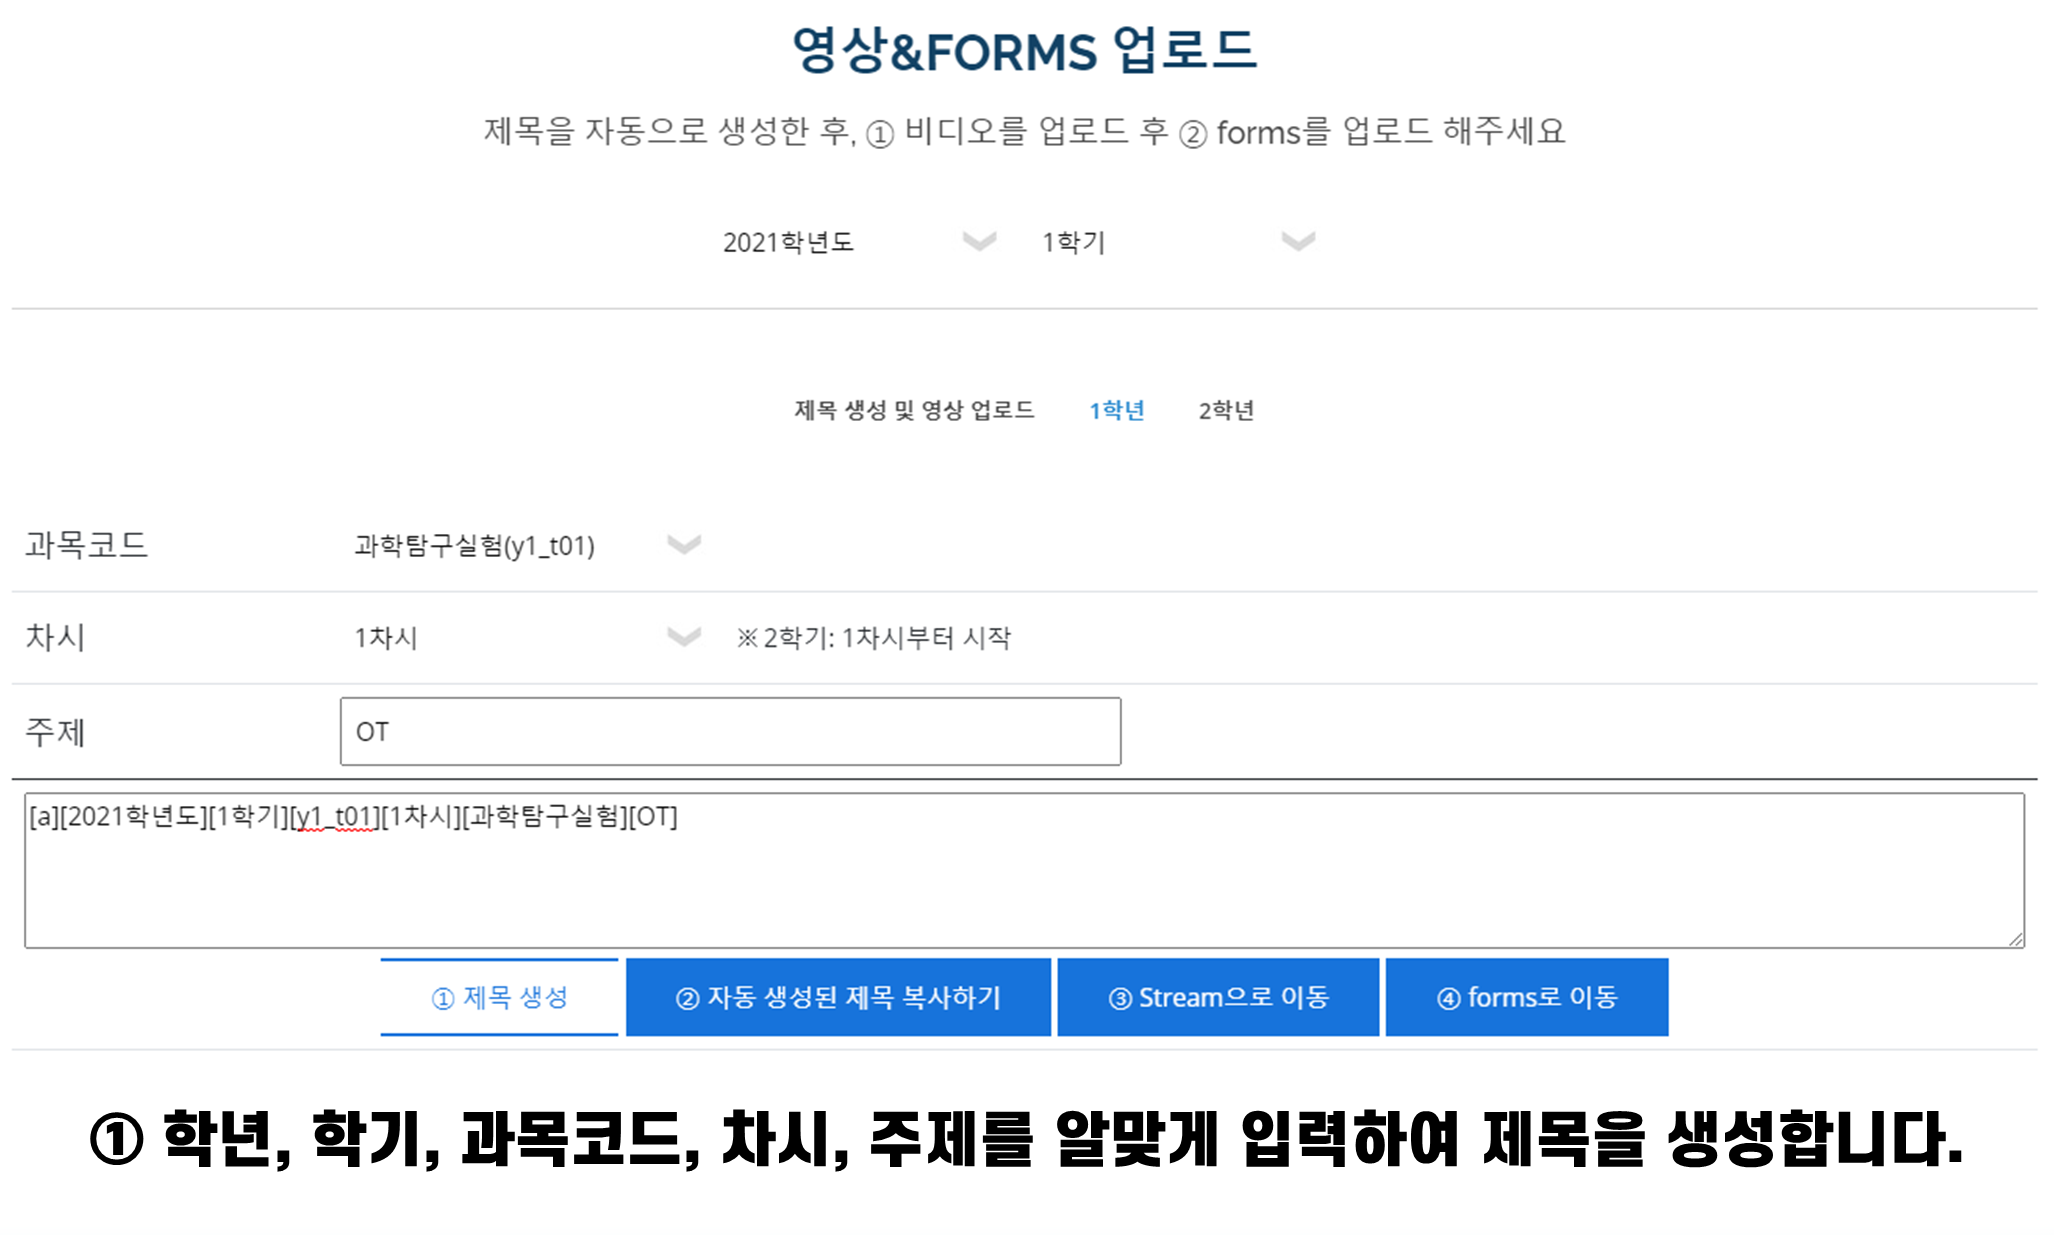 영상&FORMS 업로드
제목을 자동으로 생성한 후, ① 비디오를 업로드 후 ② forms를 업로드 해주세요
2021학년도 1학기
제목 생성 및 영상 업로드 1학년 2학년
과목코드 과학탐구실험(y1_t01)
차시 1차시 ※ 2학기: 1차시부터 시작
주제 OT
[a][2021학년도][1학기][y1_t01][1차시][과학탐구실험][OT]
① 제목 생성 ② 자동 생성된 제목 복사하기 ③ Stream으로 이동 ④ forms로 이동
① 학년, 학기, 과목코드, 차시, 주제를 알맞게 입력하여 제목을 생성합니다.